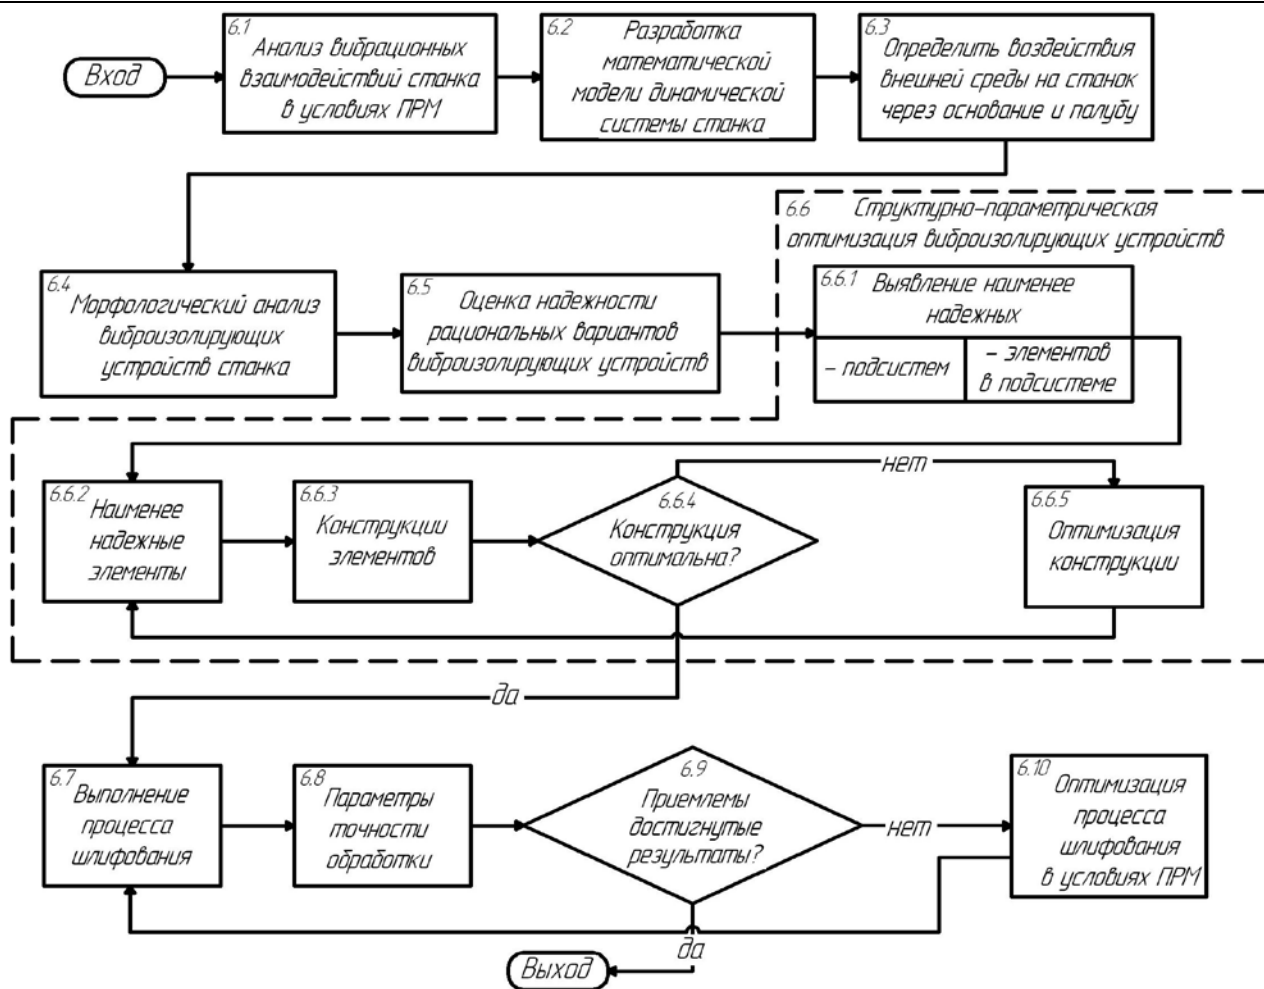 Вход
6.1
Анализ вибрационных
взаимодействий станка
в условиях ПРМ
6.2
Разработка
математической
модели динамической
системы станка
6.3
Определить воздействия
внешней среды на станок
через основание и палубу
6.4
Морфологический анализ
виброизолирующих
устройств станка
6.5
Оценка надежности
рациональных вариантов
виброизолирующих устройств
6.6 Структурно-параметрическая
оптимизация виброизолирующих устройств
6.6.1
Выявление наименее
надежных
– подсистем
– элементов
в подсистеме
6.6.2
Наименее
надежные
элементы
6.6.3
Конструкции
элементов
6.6.4
Конструкция
оптимальна?
нет
6.6.5
Оптимизация
конструкции
да
6.7
Выполнение
процесса
шлифования
6.8
Параметры
точности
обработки
6.9
Приемлемы
достигнутые
результаты?
нет
6.10
Оптимизация
процесса
шлифования
в условиях ПРМ
да
Выход